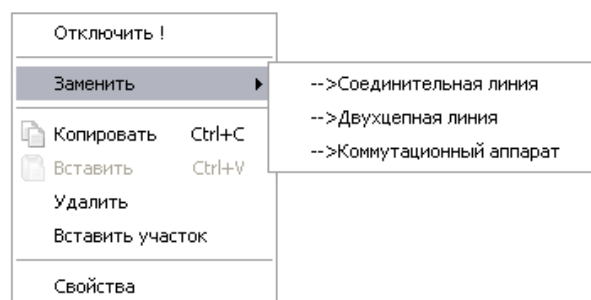 Отключить !
Заменить
-->Соединительная линия
-->Двухцепная линия
-->Коммутационный аппарат
Копировать Ctrl+C
Вставить Ctrl+V
Удалить
Вставить участок
Свойства